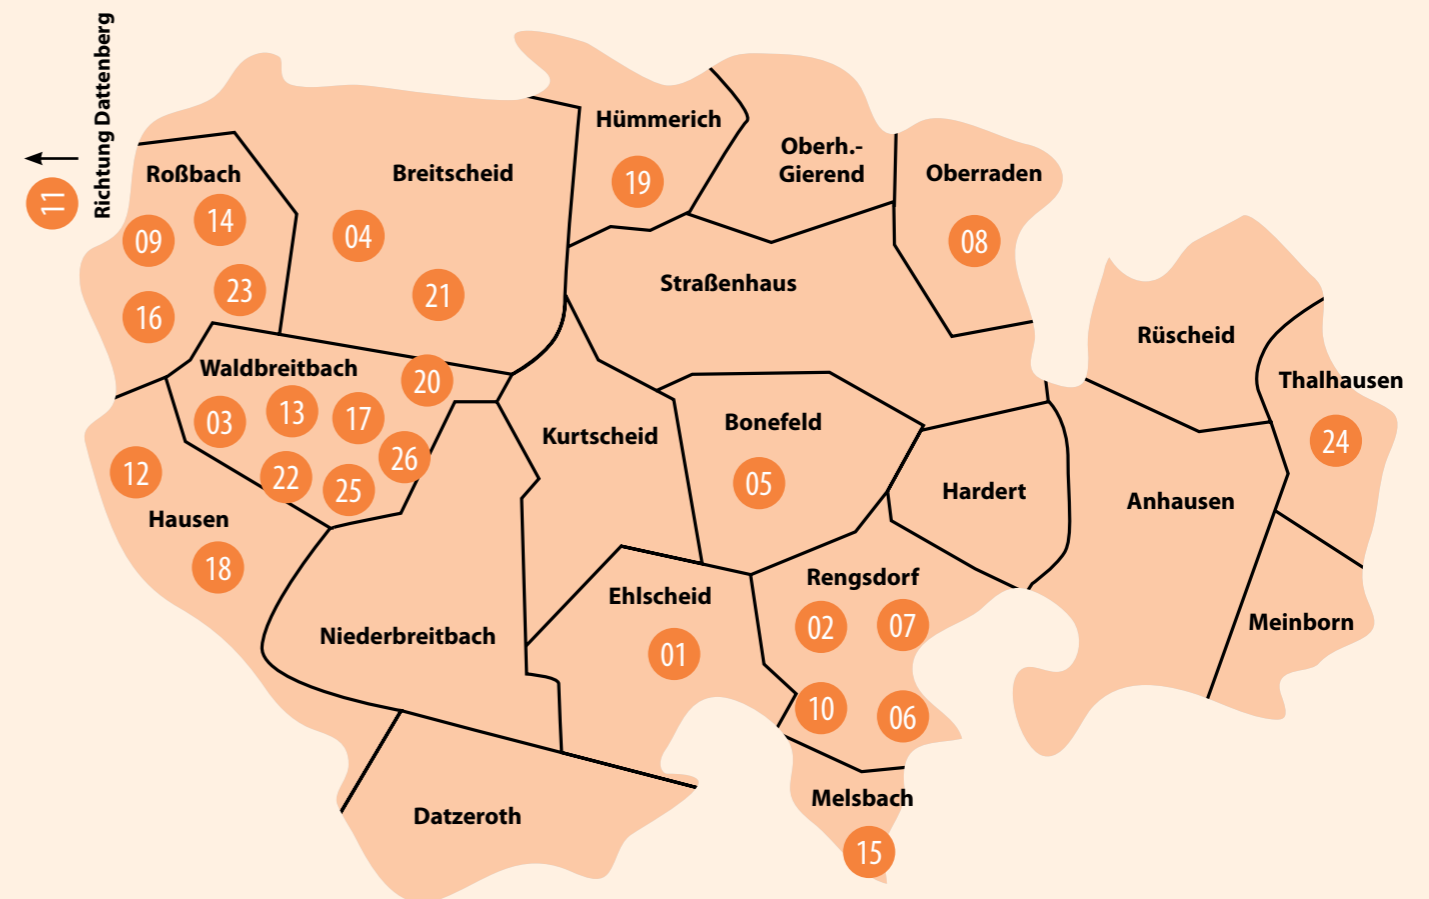 Richtung Dattenberg
11
Roßbach
09
14
16
23
Breitscheid
04
21
Hümmerich
19
Oberh.-
Gierend
Oberraden
08
Straßenhaus
Rüscheid
Thalhausen
24
Waldbreitbach
20
03
13
17
22
25
26
12
Hausen
18
Kurtscheid
Bonefeld
05
Hardert
Anhausen
Meinborn
Niederbreitbach
Ehlscheid
01
Rengsdorf
02
07
10
06
Datzeroth
Melsbach
15